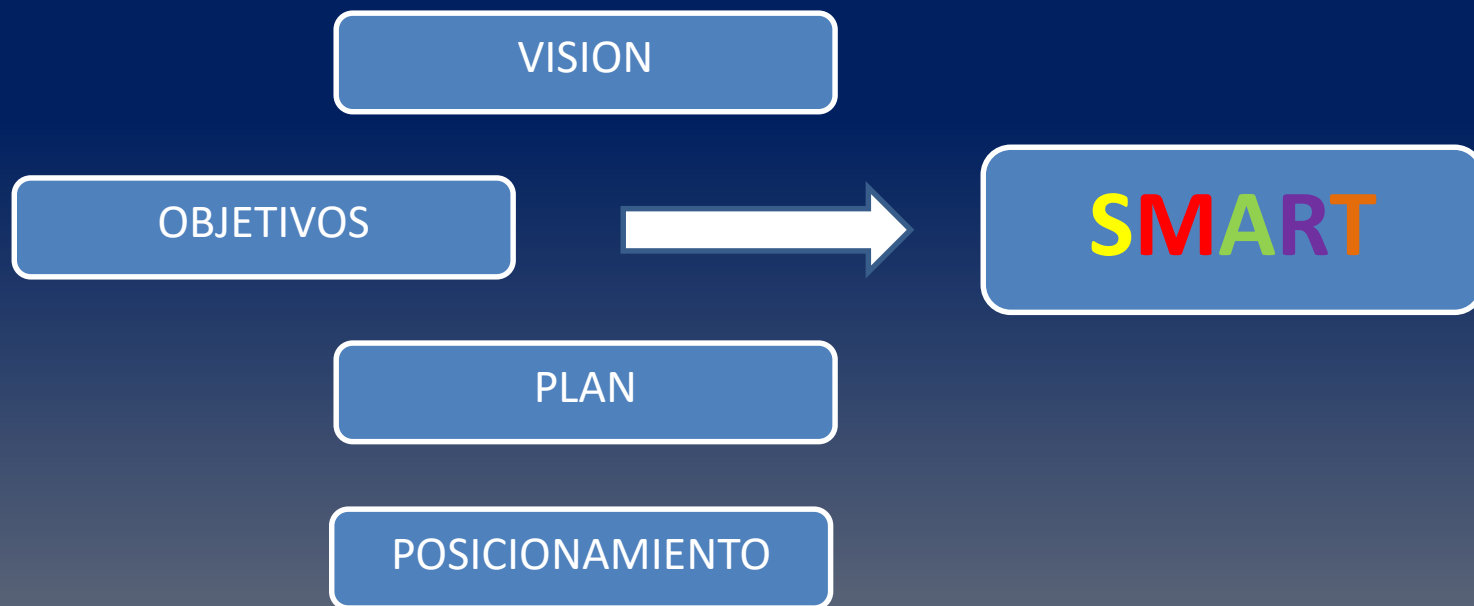 VISION
OBJETIVOS
SMART
PLAN
POSICIONAMIENTO